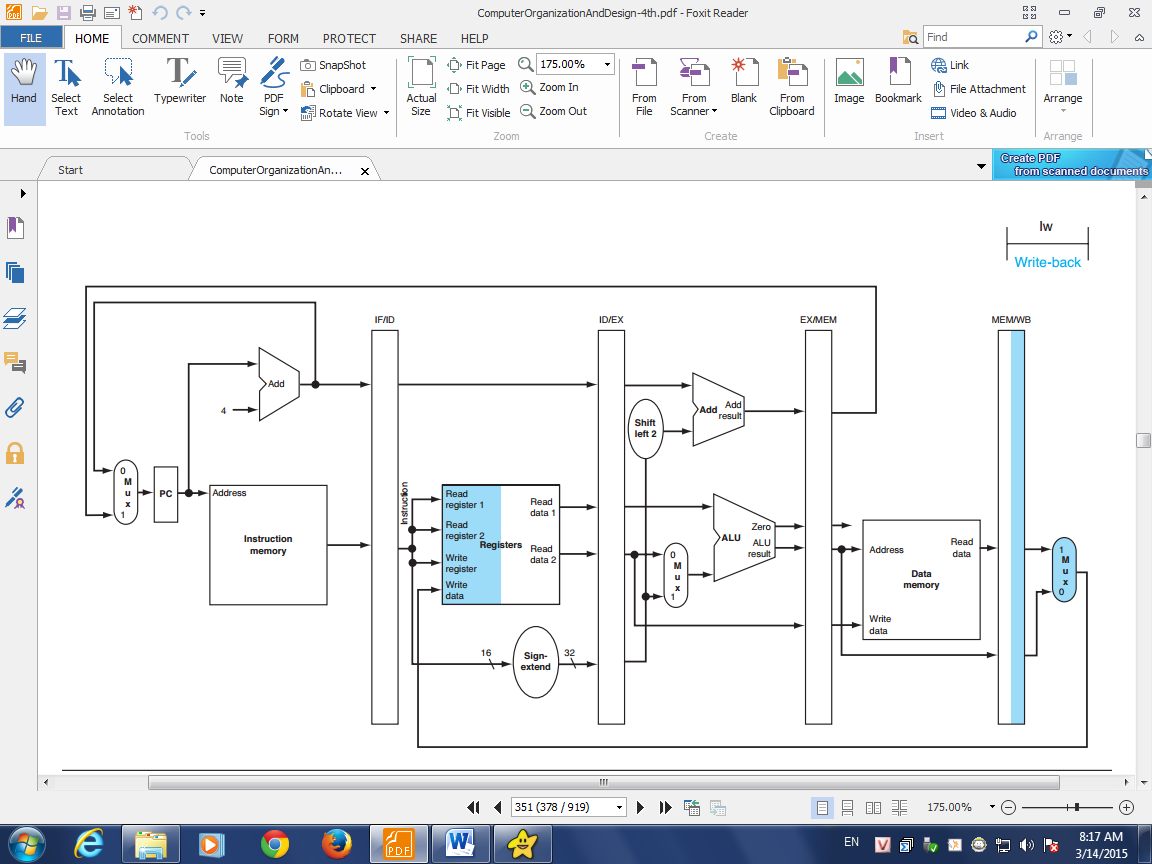 ComputerOrganizationAndDesign-4th.pdf - Foxit Reader
FILE HOME COMMENT VIEW FORM PROTECT SHARE HELP Find
Hand
Select Text
Select Annotation
Typewriter
Note
PDF Sign
SnapShot
Clipboard
Rotate View
Tools
Actual Size
Fit Page
Fit Width
Fit Visible
175.00%
Zoom In
Zoom Out
Zoom
From File
From Scanner
Blank
From Clipboard
Create
Image
Bookmark
Link
File Attachment
Video & Audio
Insert
Arrange
Arrange
Start
ComputerOrganizationAn... x
Create PDF
from scanned documents
lw
Write-back
IF/ID
ID/EX
EX/MEM
MEM/WB
Add
4
Shift
left 2
Add
Add
result
0
M
u
x
1
PC
Address
Instruction
memory
Instruction
Read
register 1
Read
register 2
Write
register
Write
data
Registers
Read
data 1
Read
data 2
16
Sign-
extend
32
0
M
u
x
1
ALU
Zero
ALU
result
Address
Read
data
Data
memory
Write
data
1
M
u
x
0
351 (378 / 919)
175.00%
EN
8:17 AM
3/14/2015